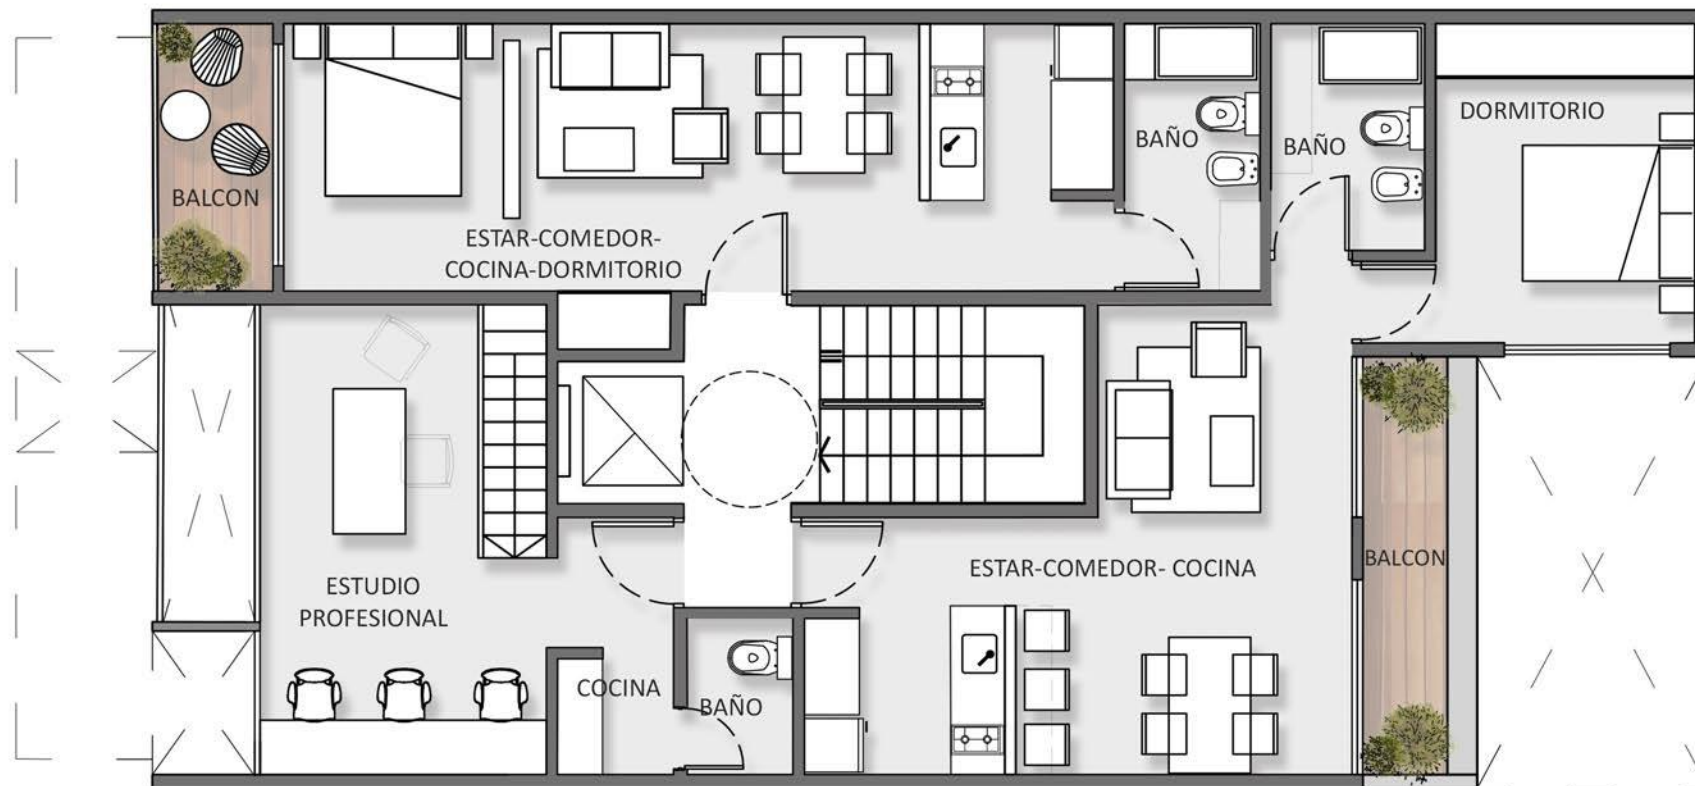 DORMITORIO
BAÑO
BAÑO
BALCON
ESTAR-COMEDOR-
COCINA-DORMITORIO
ESTAR-COMEDOR- COCINA
BALCON
ESTUDIO
PROFESIONAL
COCINA
BAÑO